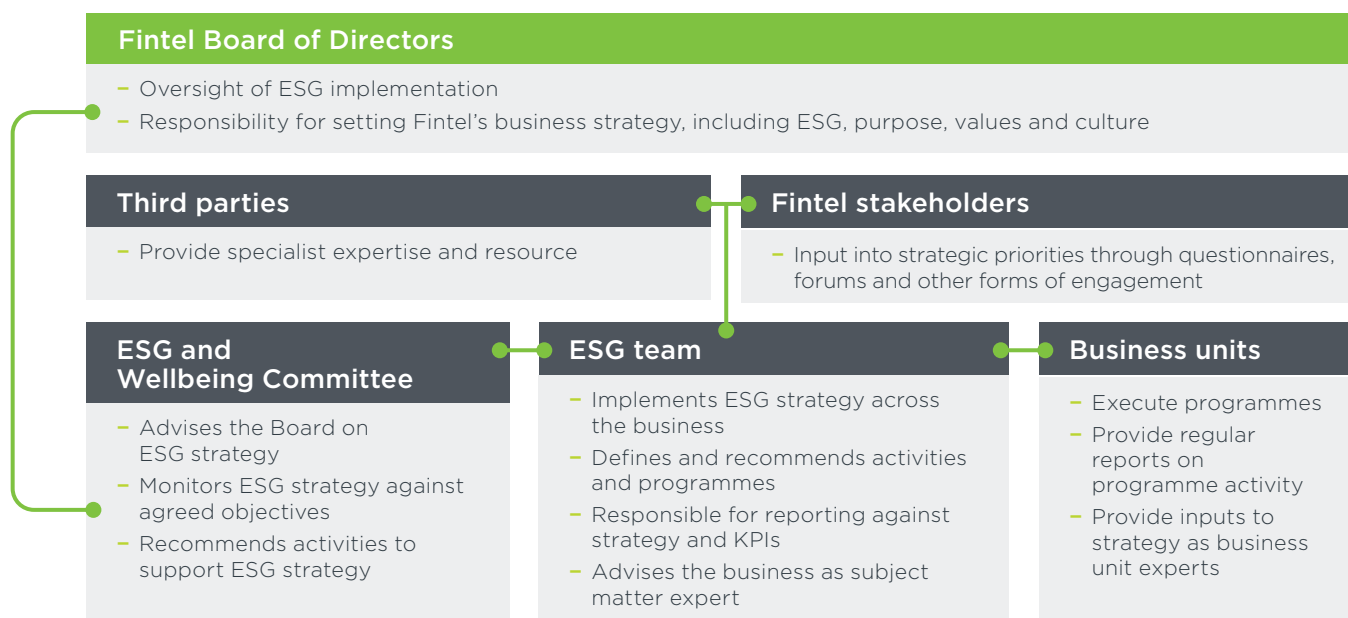 Fintel Board of Directors
– Oversight of ESG implementation
– Responsibility for setting Fintel’s business strategy, including ESG, purpose, values and culture
Third parties
– Provide specialist expertise and resource
Fintel stakeholders
– Input into strategic priorities through questionnaires,
forums and other forms of engagement
ESG and
Wellbeing Committee
– Advises the Board on
ESG strategy
– Monitors ESG strategy against
agreed objectives
– Recommends activities to
support ESG strategy
ESG team
– Implements ESG strategy across
the business
– Defines and recommends activities
and programmes
– Responsible for reporting against
strategy and KPIs
– Advises the business as subject
matter expert
Business units
– Execute programmes
– Provide regular
reports on
programme activity
– Provide inputs to
strategy as business
unit experts